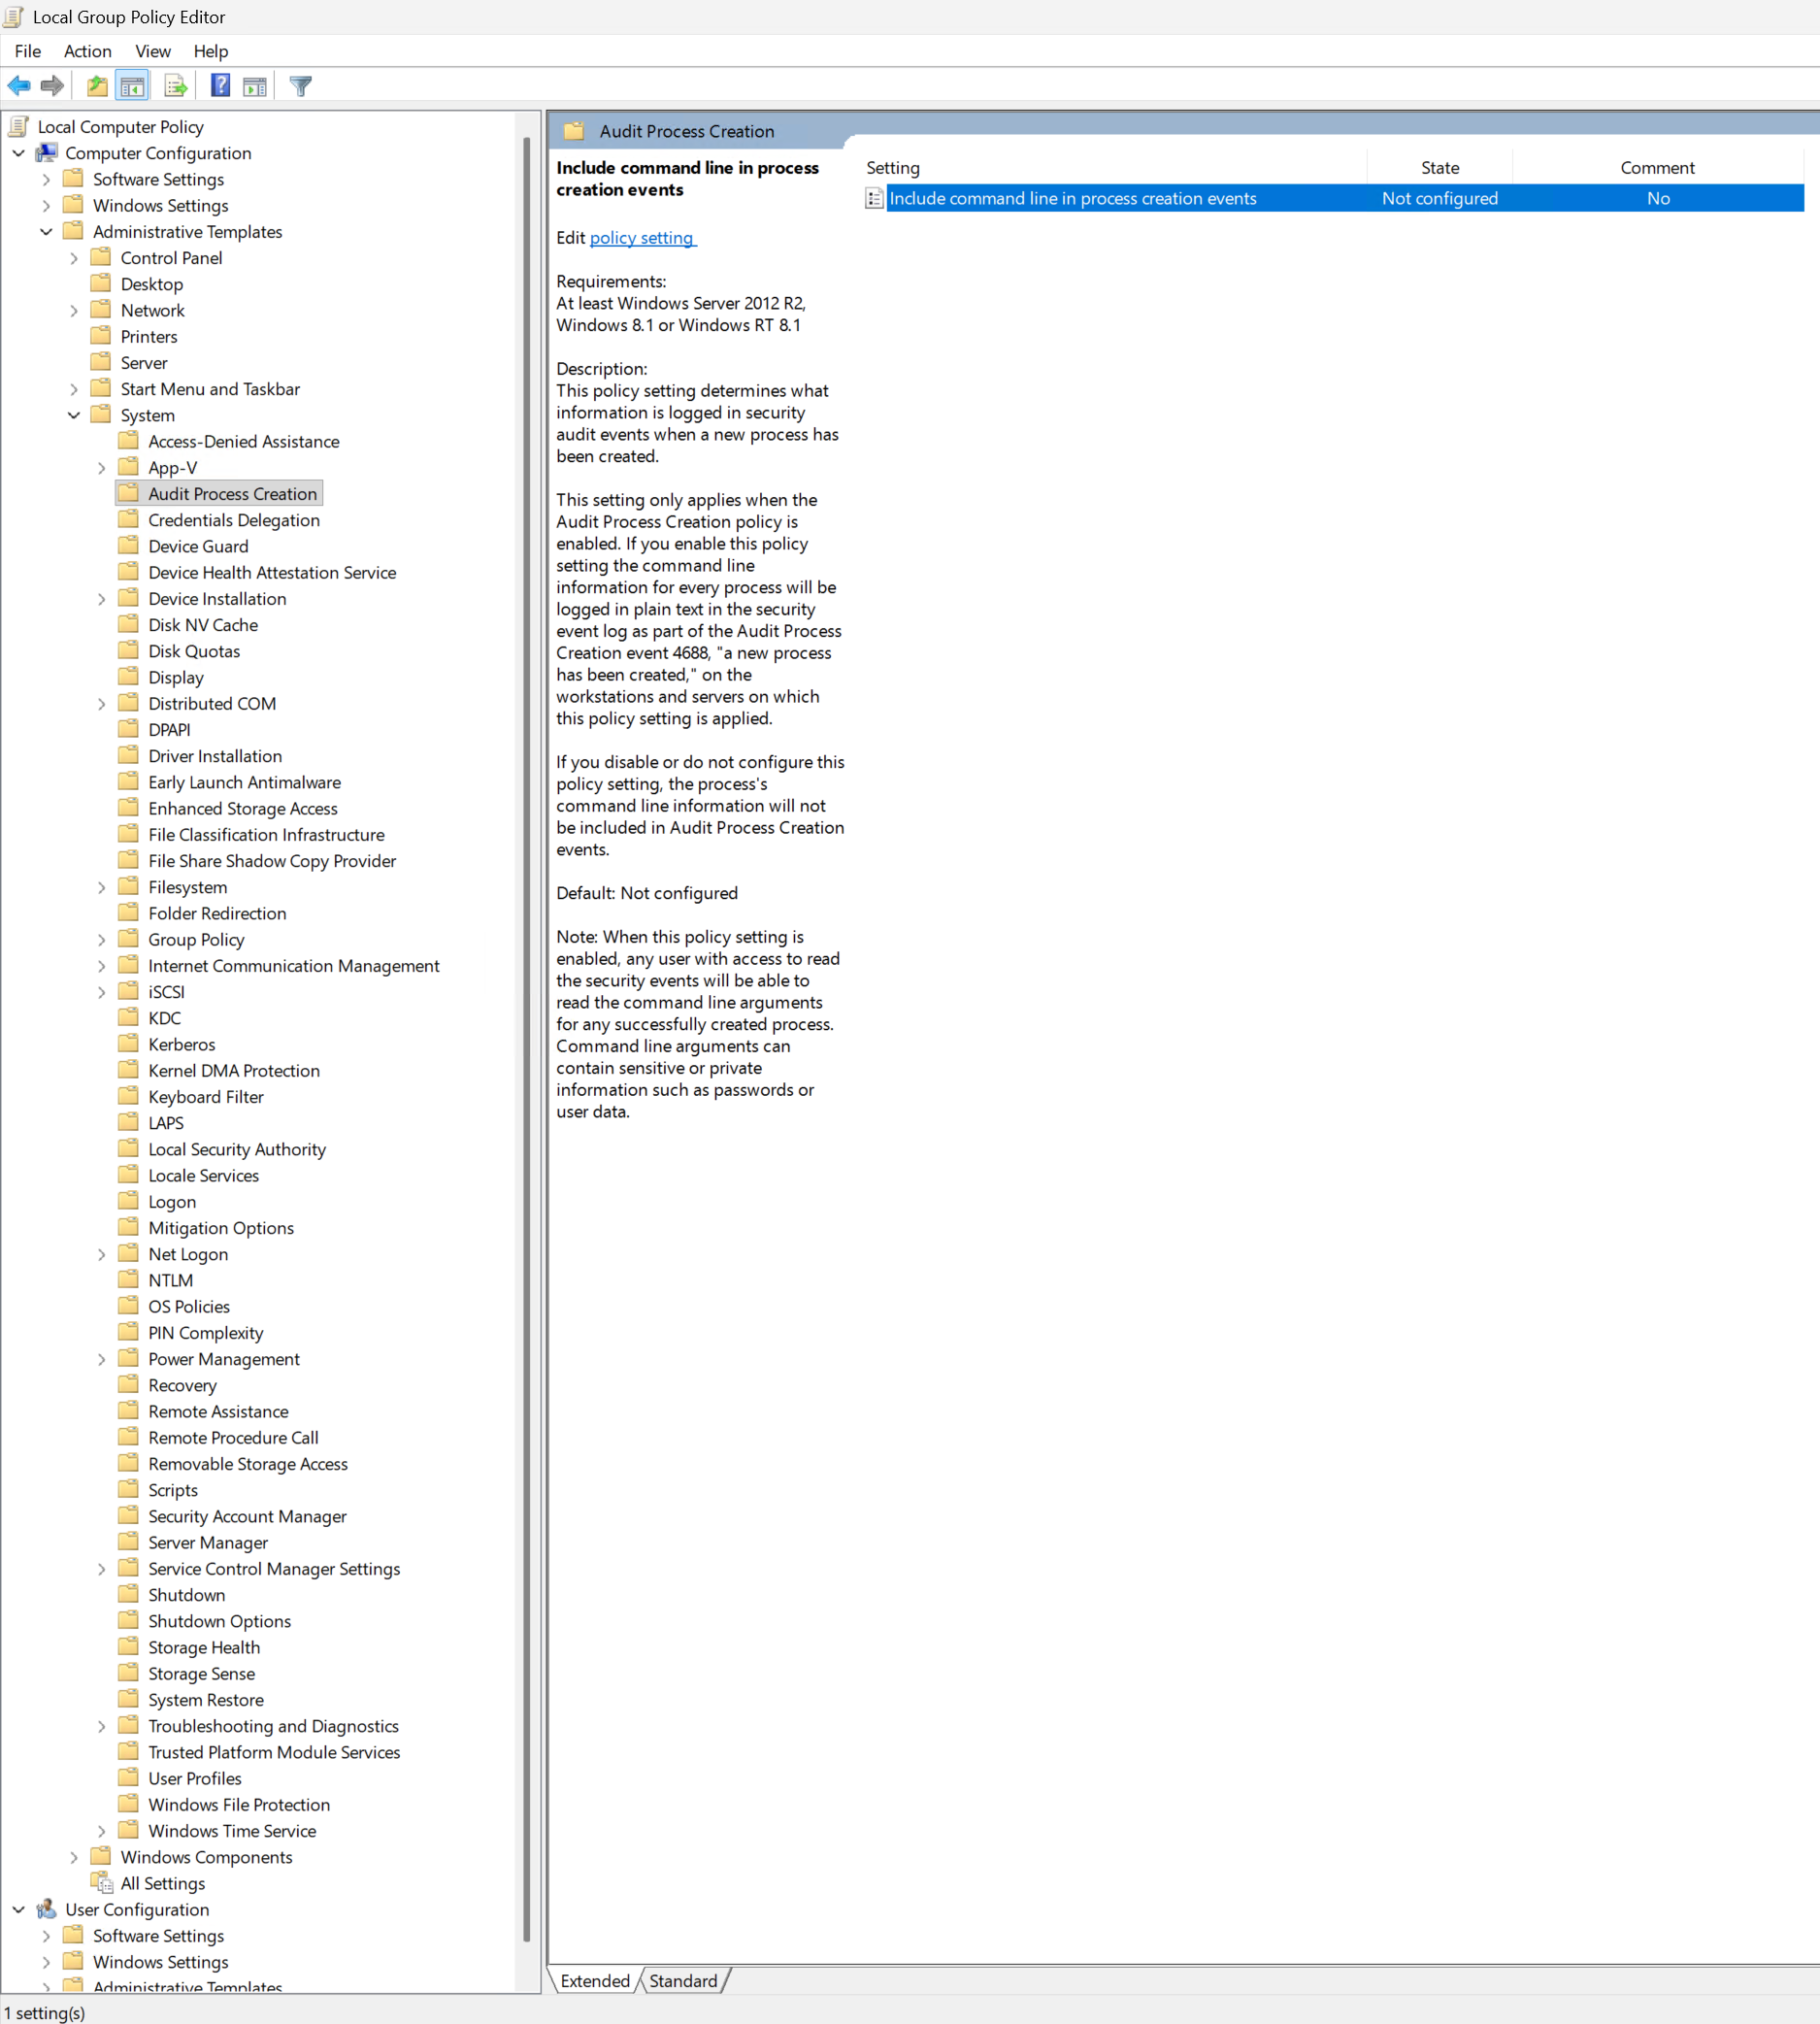 Local Group Policy Editor
File Action View Help
Local Computer Policy
Computer Configuration
Software Settings
Windows Settings
Administrative Templates
Control Panel
Desktop
Network
Printers
Server
Start Menu and Taskbar
System
Access-Denied Assistance
App-V
Audit Process Creation
Credentials Delegation
Device Guard
Device Health Attestation Service
Device Installation
Disk NV Cache
Disk Quotas
Display
Distributed COM
DPAPI
Driver Installation
Early Launch Antimalware
Enhanced Storage Access
File Classification Infrastructure
File Share Shadow Copy Provider
Filesystem
Folder Redirection
Group Policy
Internet Communication Management
iSCSI
KDC
Kerberos
Kernel DMA Protection
Keyboard Filter
LAPS
Local Security Authority
Locale Services
Logon
Mitigation Options
Net Logon
NTLM
OS Policies
PIN Complexity
Power Management
Recovery
Remote Assistance
Remote Procedure Call
Removable Storage Access
Scripts
Security Account Manager
Server Manager
Service Control Manager Settings
Shutdown
Shutdown Options
Storage Health
Storage Sense
System Restore
Troubleshooting and Diagnostics
Trusted Platform Module Services
User Profiles
Windows File Protection
Windows Time Service
Windows Components
All Settings
User Configuration
Software Settings
Windows Settings
Administrative Templates
Audit Process Creation
Include command line in process
creation events
Edit policy setting
Requirements:
At least Windows Server 2012 R2,
Windows 8.1 or Windows RT 8.1
Description:
This policy setting determines what
information is logged in security
audit events when a new process has
been created.
This setting only applies when the
Audit Process Creation policy is
enabled. If you enable this policy
setting the command line
information for every process will be
logged in plain text in the security
event log as part of the Audit Process
Creation event 4688, "a new process
has been created," on the
workstations and servers on which
this policy setting is applied.
If you disable or do not configure this
policy setting, the process's
command line information will not
be included in Audit Process Creation
events.
Default: Not configured
Note: When this policy setting is
enabled, any user with access to read
the security events will be able to
read the command line arguments
for any successfully created process.
Command line arguments can
contain sensitive or private
information such as passwords or
user data.
Setting State Comment
Include command line in process creation events Not configured No
Extended Standard
1 setting(s)